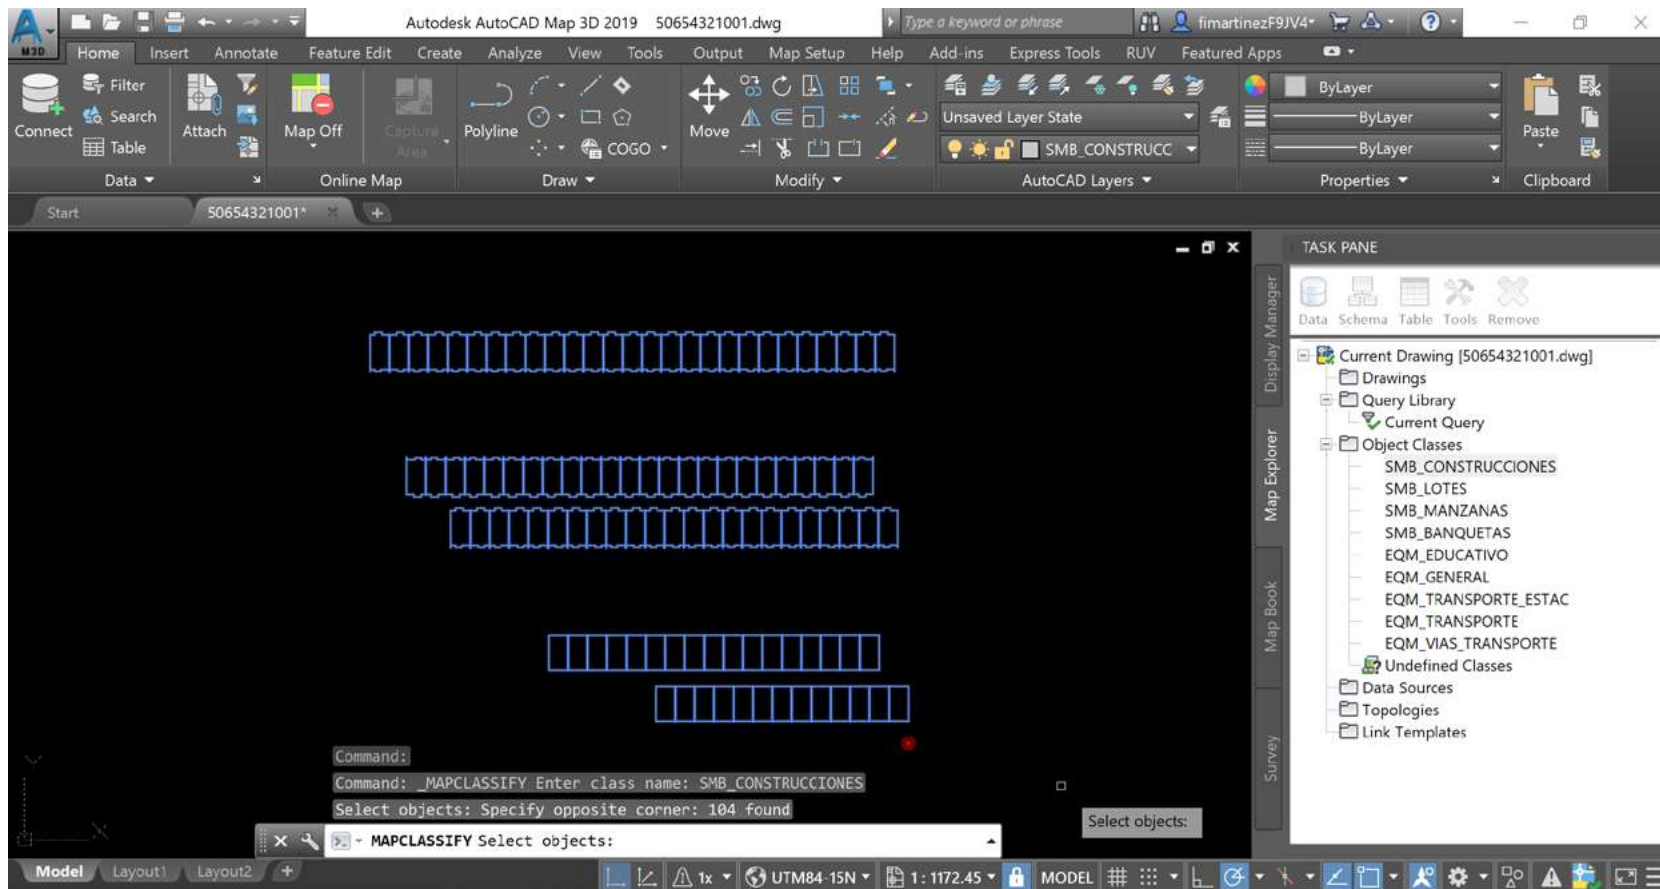 Autodesk AutoCAD Map 3D 2019 50654321001.dwg Type a keyword or phrase fimartinezF9JV4
M3D Home Insert Annotate Feature Edit Create Analyze View Tools Output Map Setup Help Add-ins Express Tools RUV Featured Apps
Filter
Search
Table
Connect
Attach
Map Off
Capture Area
Polyline
COGO
Move
Unsaved Layer State
SMB_CONSTRUCC
ByLayer
ByLayer
ByLayer
Paste
Data Online Map Draw Modify AutoCAD Layers Properties Clipboard
Start 50654321001*
TASK PANE
Data Schema Table Tools Remove
Display Manager
Map Explorer
Map Book
Survey
Current Drawing [50654321001.dwg]
Drawings
Query Library
Current Query
Object Classes
SMB_CONSTRUCCIONES
SMB_LOTES
SMB_MANZANAS
SMB_BANQUETAS
EQM_EDUCATIVO
EQM_GENERAL
EQM_TRANSPORTE_ESTAC
EQM_TRANSPORTE
EQM_VIAS_TRANSPORTE
Undefined Classes
Data Sources
Topologies
Link Templates
Command:
Command: _MAPCLASSIFY Enter class name: SMB_CONSTRUCCIONES
Select objects: Specify opposite corner: 104 found
Select objects:
MAPCLASSIFY Select objects:
Y
X
Model Layout1 Layout2 1x UTM84-15N 1:1172.45 MODEL